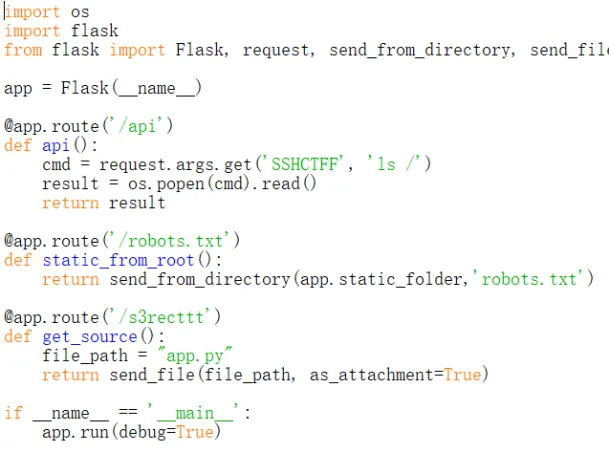 import os
import flask
from flask import Flask, request, send_from_directory, send_file
app = Flask(__name__)
@app.route('/api')
def api():
    cmd = request.args.get('SSHCTFF', 'ls /')
    result = os.popen(cmd).read()
    return result
@app.route('/robots.txt')
def static_from_root():
    return send_from_directory(app.static_folder,'robots.txt')
@app.route('/s3recttt')
def get_source():
    file_path = "app.py"
    return send_file(file_path, as_attachment=True)
if __name__ == '__main__':
    app.run(debug=True)